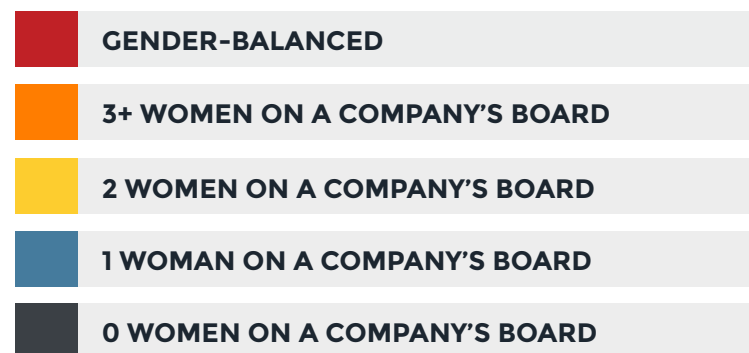 GENDER-BALANCED
3+ WOMEN ON A COMPANY’S BOARD
2 WOMEN ON A COMPANY’S BOARD
1 WOMAN ON A COMPANY’S BOARD
0 WOMEN ON A COMPANY’S BOARD